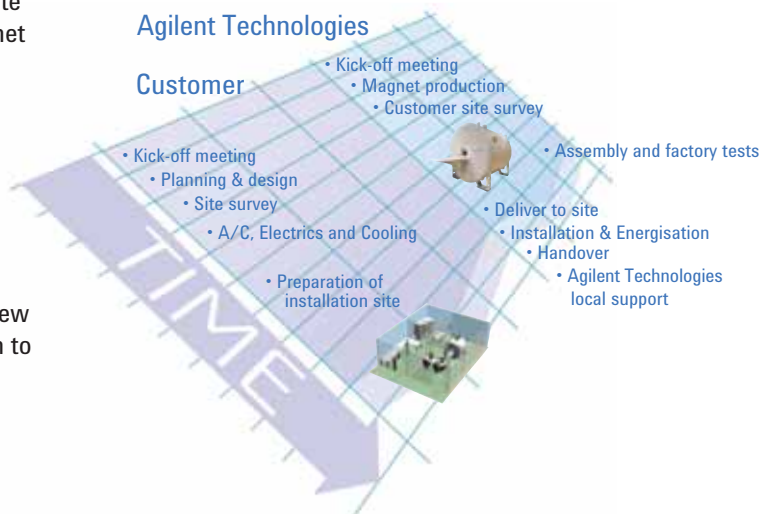 Agilent Technologies
Customer
• Kick-off meeting
• Magnet production
• Customer site survey
• Assembly and factory tests
• Kick-off meeting
• Planning & design
• Site survey
• A/C, Electrics and Cooling
• Preparation of
installation site
• Deliver to site
• Installation & Energisation
• Handover
• Agilent Technologies
local support
TIME
to